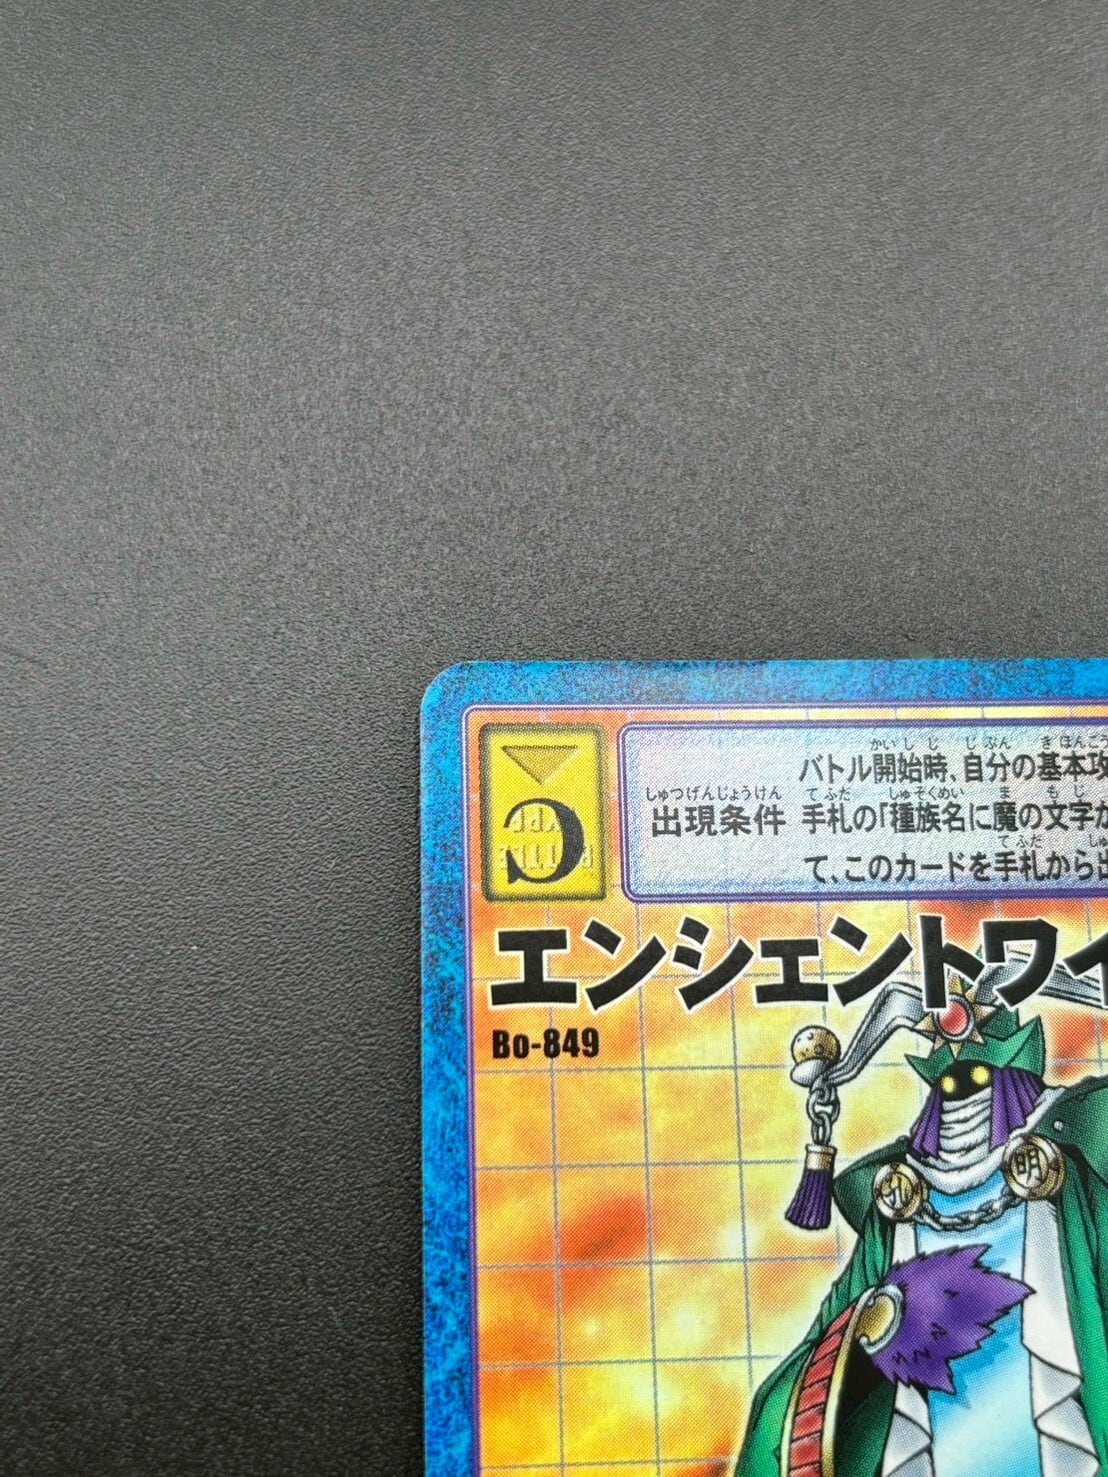 かいしじ じぶん きほんこう
バトル開始時、自分の基本攻
しゅつげんじょうけん てふだ しゅそくめい ま もじ
出現条件 手札の「種族名に魔の文字が
てふだ
て、このカードを手札から出
C
エンシェントワイ
Bo-849
明